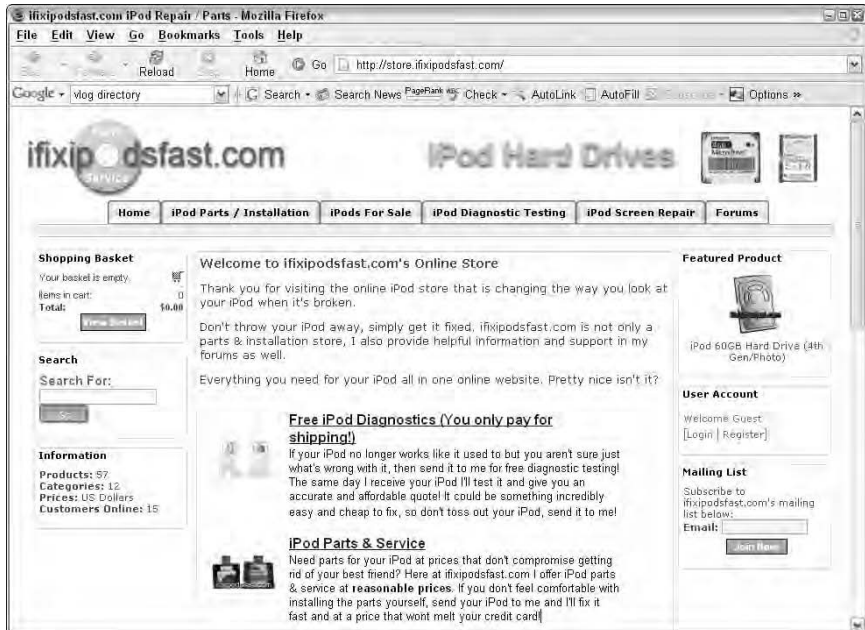 ifixipodsfast.com iPod Repair / Parts - Mozilla Firefox
File Edit View Go Bookmarks Tools Help
Reload Home Go http://store.ifixipodsfast.com/
Google vlog directory Search Search News PageRank Check AutoLink AutoFill Options »
ifixipodsfast.com
Service
iPod Hard Drives
Home iPod Parts / Installation iPods For Sale iPod Diagnostic Testing iPod Screen Repair Forums
Shopping Basket
Your basket is empty.
Items in cart: 0
Total: $0.00
View Basket
Search
Search For:
Go
Information
Products: 57
Categories: 12
Prices: US Dollars
Customers Online: 15
Welcome to ifixipodsfast.com's Online Store
Thank you for visiting the online iPod store that is changing the way you look at
your iPod when it's broken.
Don't throw your iPod away, simply get it fixed. ifixipodsfast.com is not only a
parts & installation store, I also provide helpful information and support in my
forums as well.
Everything you need for your iPod all in one online website. Pretty nice isn't it?
Free iPod Diagnostics (You only pay for
shipping!)
If your iPod no longer works like it used to but you aren't sure just
what's wrong with it, then send it to me for free diagnostic testing!
The same day I receive your iPod I'll test it and give you an
accurate and affordable quote! It could be something incredibly
easy and cheap to fix, so don't toss out your iPod, send it to me!
iPod Parts & Service
Need parts for your iPod at prices that don't compromise getting
rid of your best friend? Here at ifixipodsfast.com I offer iPod parts
& service at reasonable prices. If you don't feel comfortable with
installing the parts yourself, send your iPod to me and I'll fix it
fast and at a price that wont melt your credit card!
Featured Product
iPod 60GB Hard Drive (4th
Gen/Photo)
User Account
Welcome Guest
[Login | Register]
Mailing List
Subscribe to
ifixipodsfast.com's mailing
list below:
Email:
Join Now